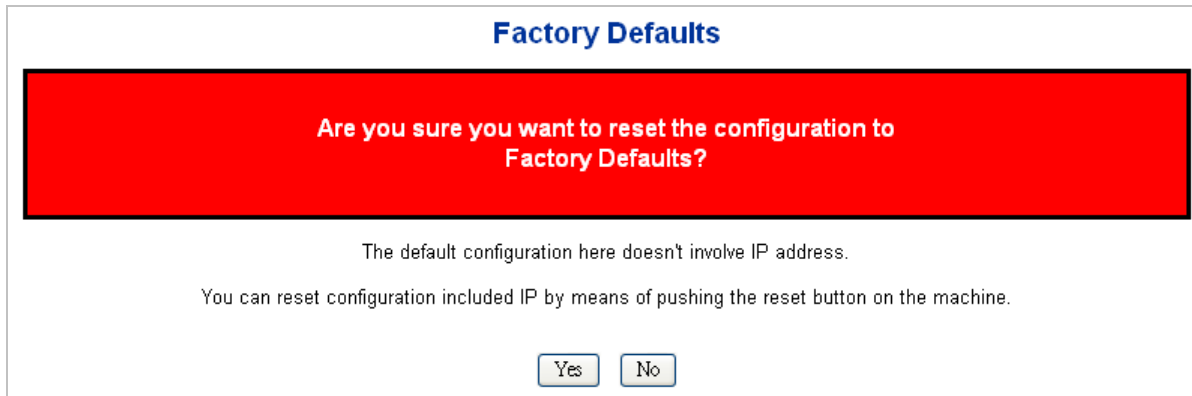 Factory Defaults
Are you sure you want to reset the configuration to
Factory Defaults?
The default configuration here doesn't involve IP address.
You can reset configuration included IP by means of pushing the reset button on the machine.
Yes No